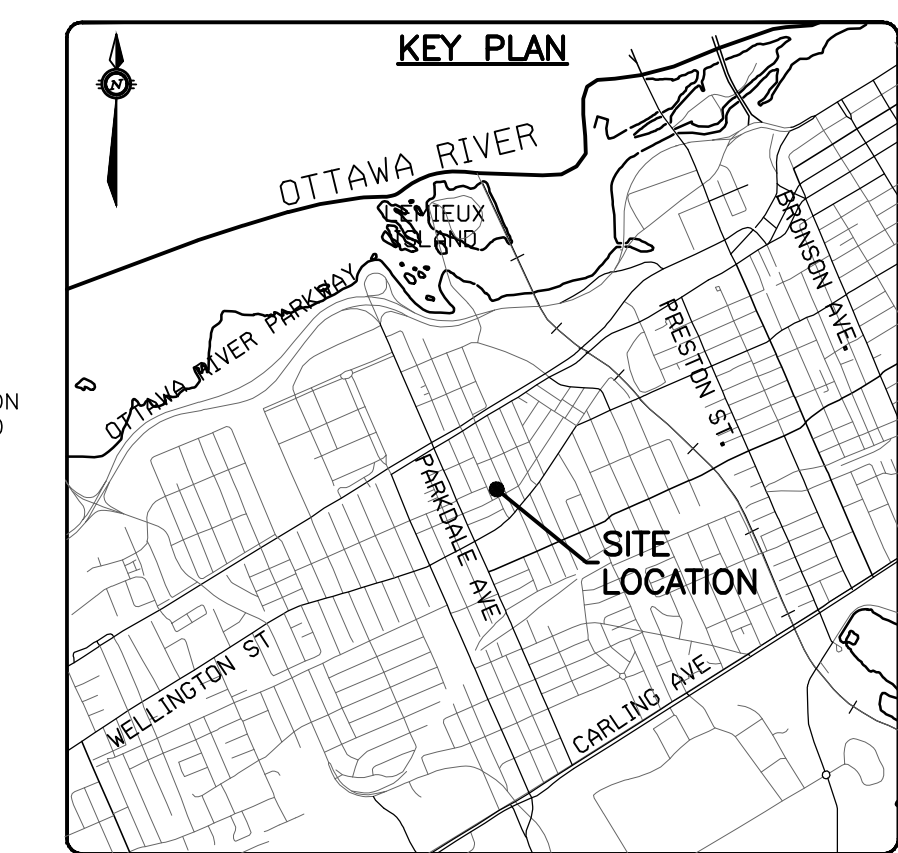 KEY PLAN
N
OTTAWA RIVER
LEMIEUX
ISLAND
BRONSON AVE.
OTTAWA RIVER PARKWAY
PRESTON ST.
ON
PARKDALE AVE
SITE
LOCATION
WELLINGTON ST
CARLING AVE